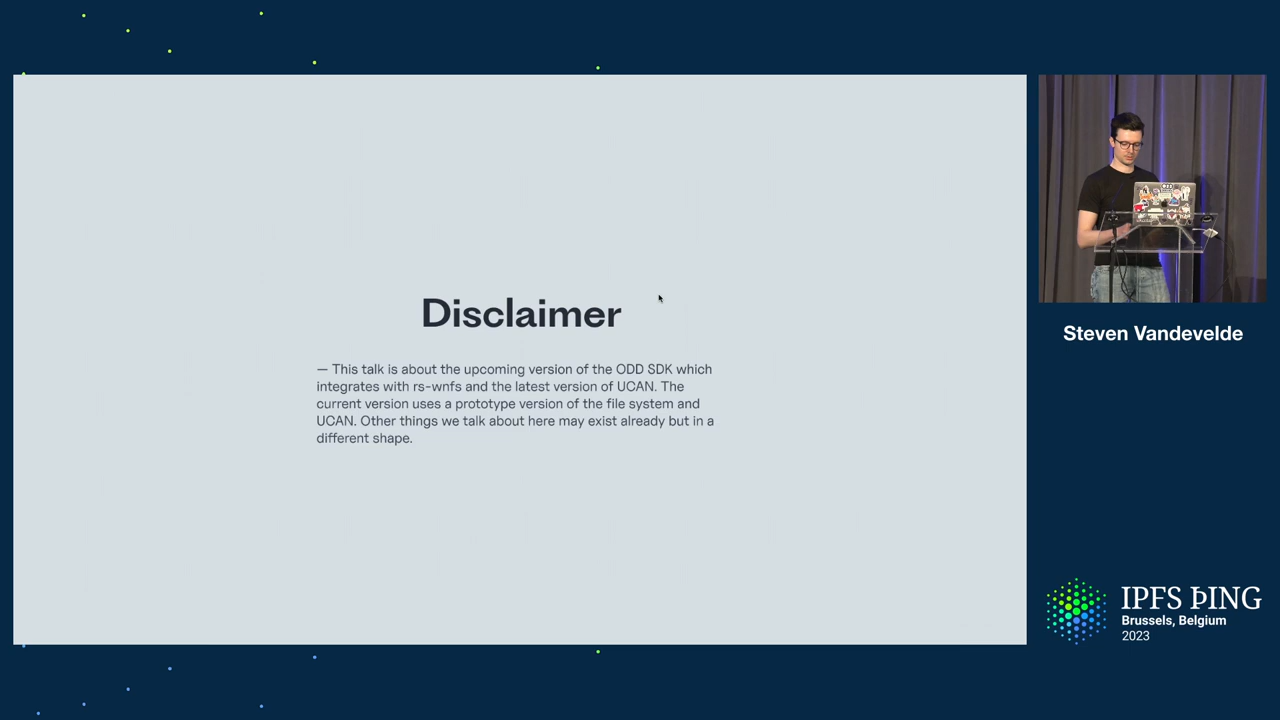 Disclaimer
— This talk is about the upcoming version of the ODD SDK which
integrates with rs-wnfs and the latest version of UCAN. The
current version uses a prototype version of the file system and
UCAN. Other things we talk about here may exist already but in a
different shape.
Steven Vandevelde
IPFS ÞING
Brussels, Belgium
2023